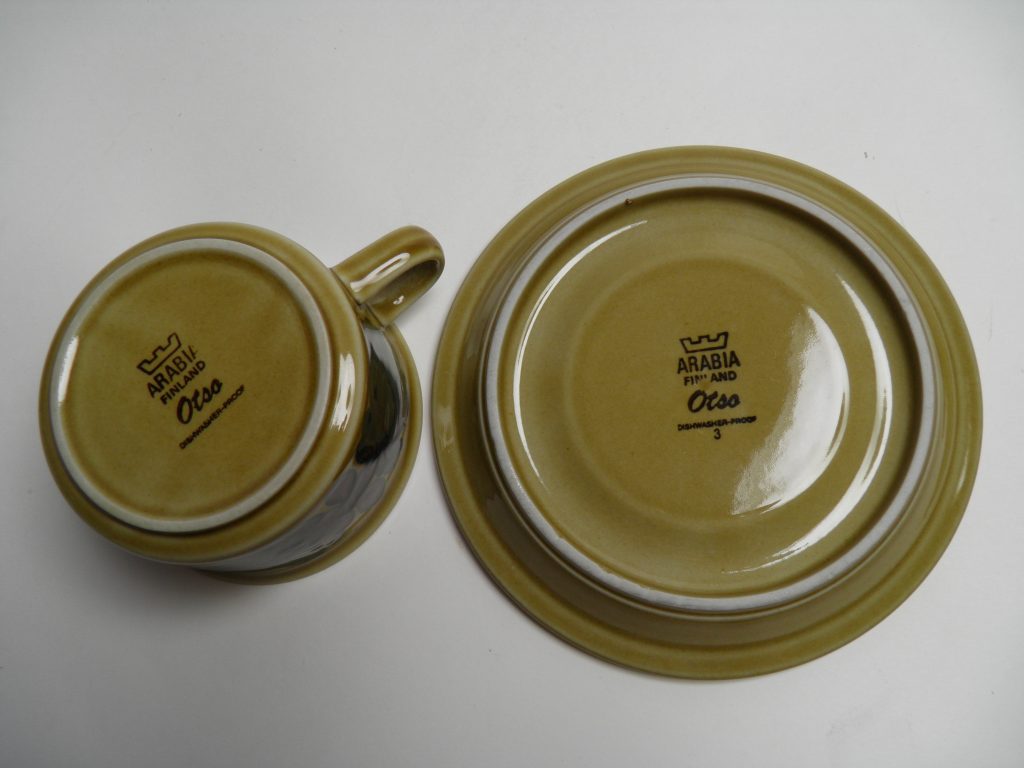 ARABIA
FINLAND
Otso
DISHWASHER-PROOF
ARABIA
FINLAND
Otso
DISHWASHER-PROOF
3